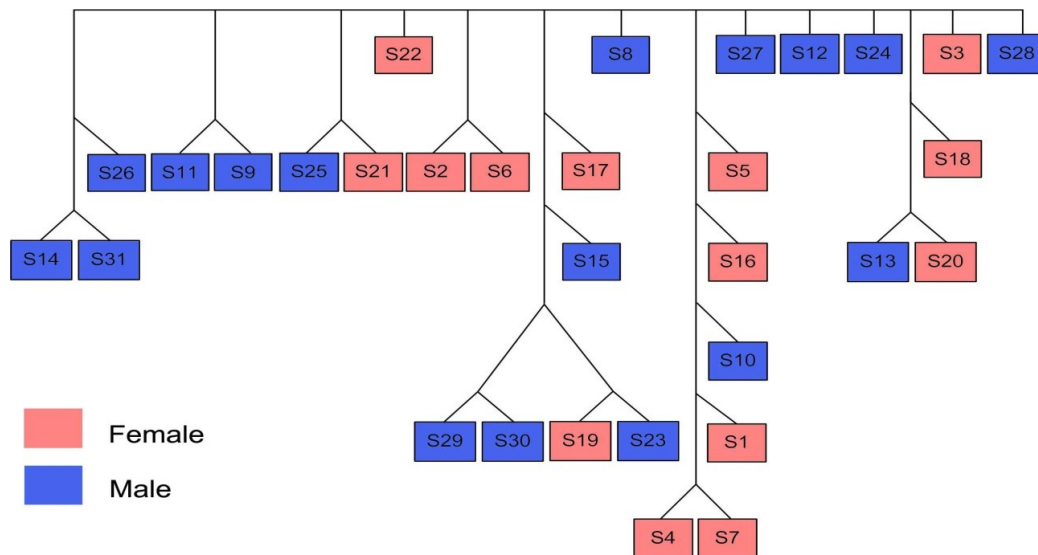 S22 S8 S27 S12 S24 S3 S28
S26 S11 S9 S25 S21 S2 S6 S17 S5 S18
S14 S31 S15 S16 S13 S20
S10
S29 S30 S19 S23 S1
Female
Male
S4 S7